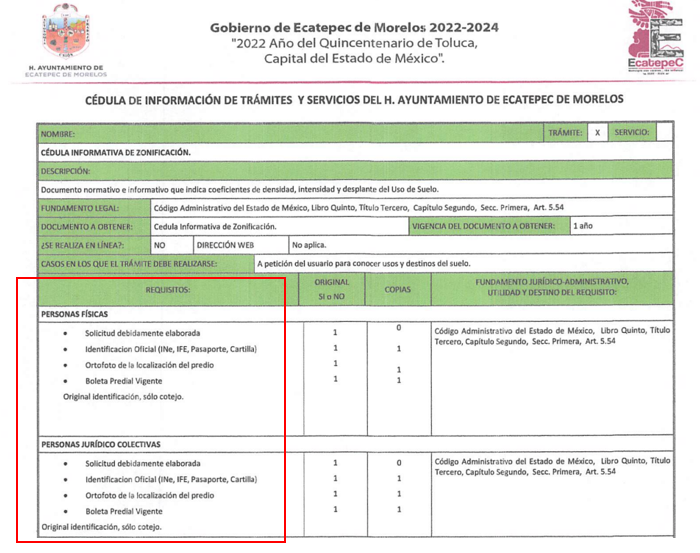 Gobierno de Ecatepec de Morelos 2022-2024
"2022 Año del Quincentenario de Toluca,
Capital del Estado de México".
H. AYUNTAMIENTO DE
ECATEPEC DE MORELOS
EcatepeC
CÉDULA DE INFORMACIÓN DE TRÁMITES Y SERVICIOS DEL H. AYUNTAMIENTO DE ECATEPEC DE MORELOS
NOMBRE: TRÁMITE: X SERVICIO:
CÉDULA INFORMATIVA DE ZONIFICACIÓN.
DESCRIPCIÓN:
Documento normativo e informativo que indica coeficientes de densidad, intensidad y desplante del Uso de Suelo.
FUNDAMENTO LEGAL: Código Administrativo del Estado de México, Libro Quinto, Título Tercero, Capítulo Segundo, Secc. Primera, Art. 5.54
DOCUMENTO A OBTENER: Cedula Informativa de Zonificación. VIGENCIA DEL DOCUMENTO A OBTENER: 1 año
¿SE REALIZA EN LÍNEA?: NO DIRECCIÓN WEB No aplica.
CASOS EN LOS QUE EL TRÁMITE DEBE REALIZARSE: A petición del usuario para conocer usos y destinos del suelo.
REQUISITOS: ORIGINAL SI o NO COPIAS FUNDAMENTO JURÍDICO-ADMINISTRATIVO, UTILIDAD Y DESTINO DEL REQUISITO:
PERSONAS FÍSICAS
• Solicitud debidamente elaborada 1 0 Código Administrativo del Estado de México, Libro Quinto, Título
• Identificacion Oficial (INe, IFE, Pasaporte, Cartilla) 1 1 Tercero, Capítulo Segundo, Secc. Primera, Art. 5.54
• Ortofoto de la localización del predio 1 1
• Boleta Predial Vigente 1 1
Original identificación, sólo cotejo.
PERSONAS JURÍDICO COLECTIVAS
• Solicitud debidamente elaborada 1 0 Código Administrativo del Estado de México, Libro Quinto, Título
• Identificacion Oficial (INe, IFE, Pasaporte, Cartilla) 1 1 Tercero, Capítulo Segundo, Secc. Primera, Art. 5.54
• Ortofoto de la localización del predio 1 1
• Boleta Predial Vigente 1 1
Original identificación, sólo cotejo.